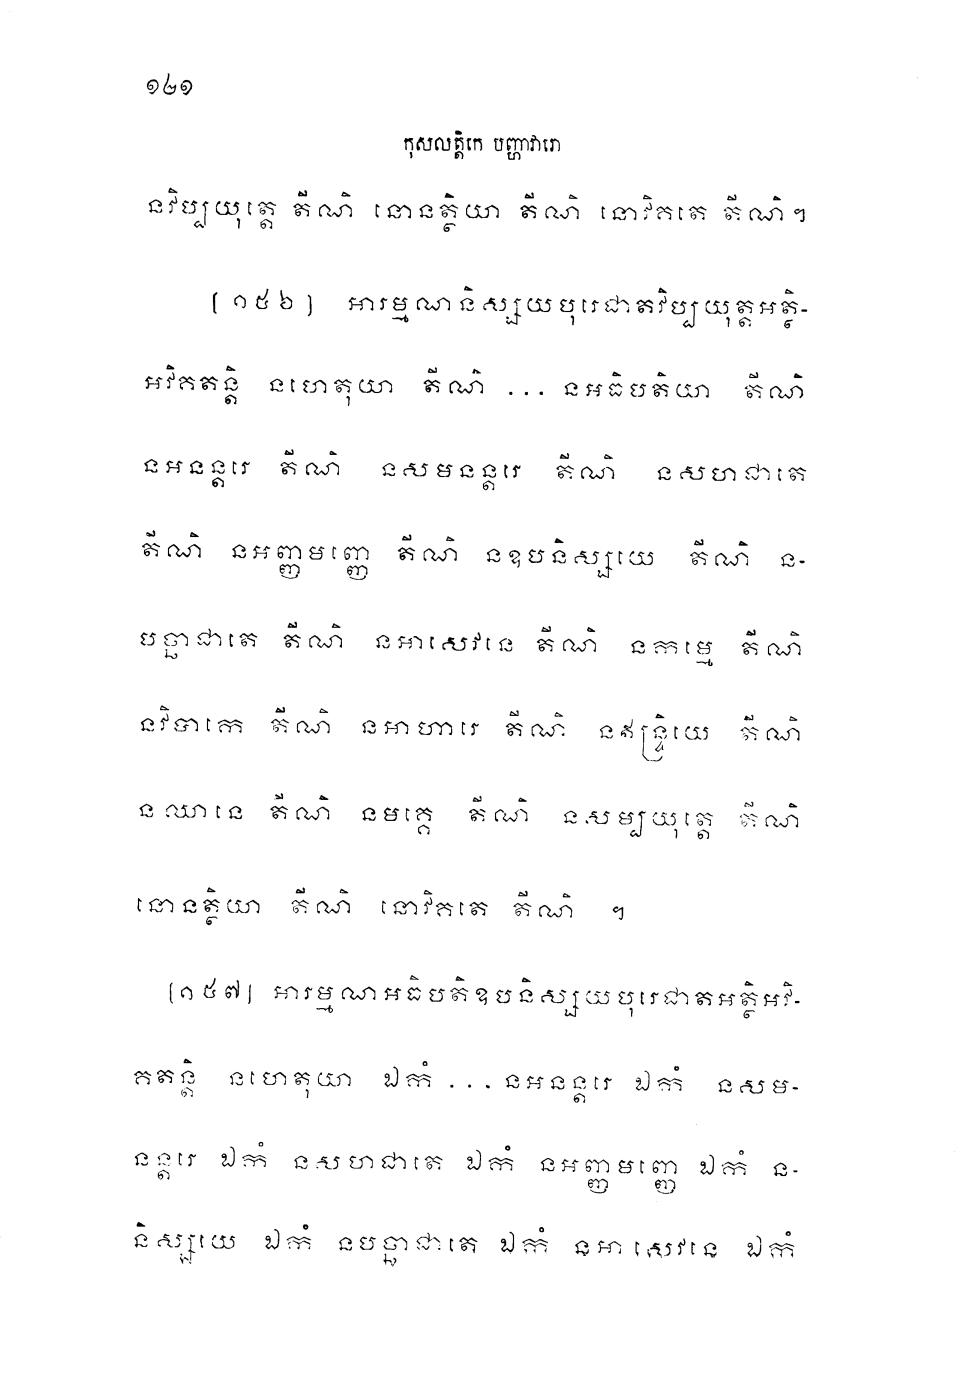 ១៤១
កុសលត្តិកេ បញ្ហាវារោ
នវិប្បយុត្តេ តីណិ នោនត្ថិយា តីណិ នោវិគតេ តីណិ។
[១៥៦] អារម្មណនិស្សយបុរេជាតវិប្បយុត្តអត្ថិ-
អវិគតន្តិ នហេតុយា តីណិ ... នអធិបតិយា តីណិ
នអនន្តរេ តីណិ នសមនន្តរេ តីណិ នសហជាតេ
តីណិ នអញ្ញមញ្ញេ តីណិ នឧបនិស្សយេ តីណិ ន-
បច្ឆាជាតេ តីណិ នអាសេវនេ តីណិ នកម្មេ តីណិ
នវិបាកេ តីណិ នអាហារេ តីណិ នឥន្ទ្រិយេ តីណិ
នឈានេ តីណិ នមគ្គេ តីណិ នសម្បយុត្តេ តីណិ
នោនត្ថិយា តីណិ នោវិគតេ តីណិ ។
[១៥៧] អារម្មណអធិបតិឧបនិស្សយបុរេជាតអត្ថិអវិ-
គតន្តិ នហេតុយា ឯកំ ... នអនន្តរេ ឯកំ នសម-
នន្តរេ ឯកំ នសហជាតេ ឯកំ នអញ្ញមញ្ញេ ឯកំ ន-
និស្សយេ ឯកំ នបច្ឆាជាតេ ឯកំ នអាសេវនេ ឯកំ